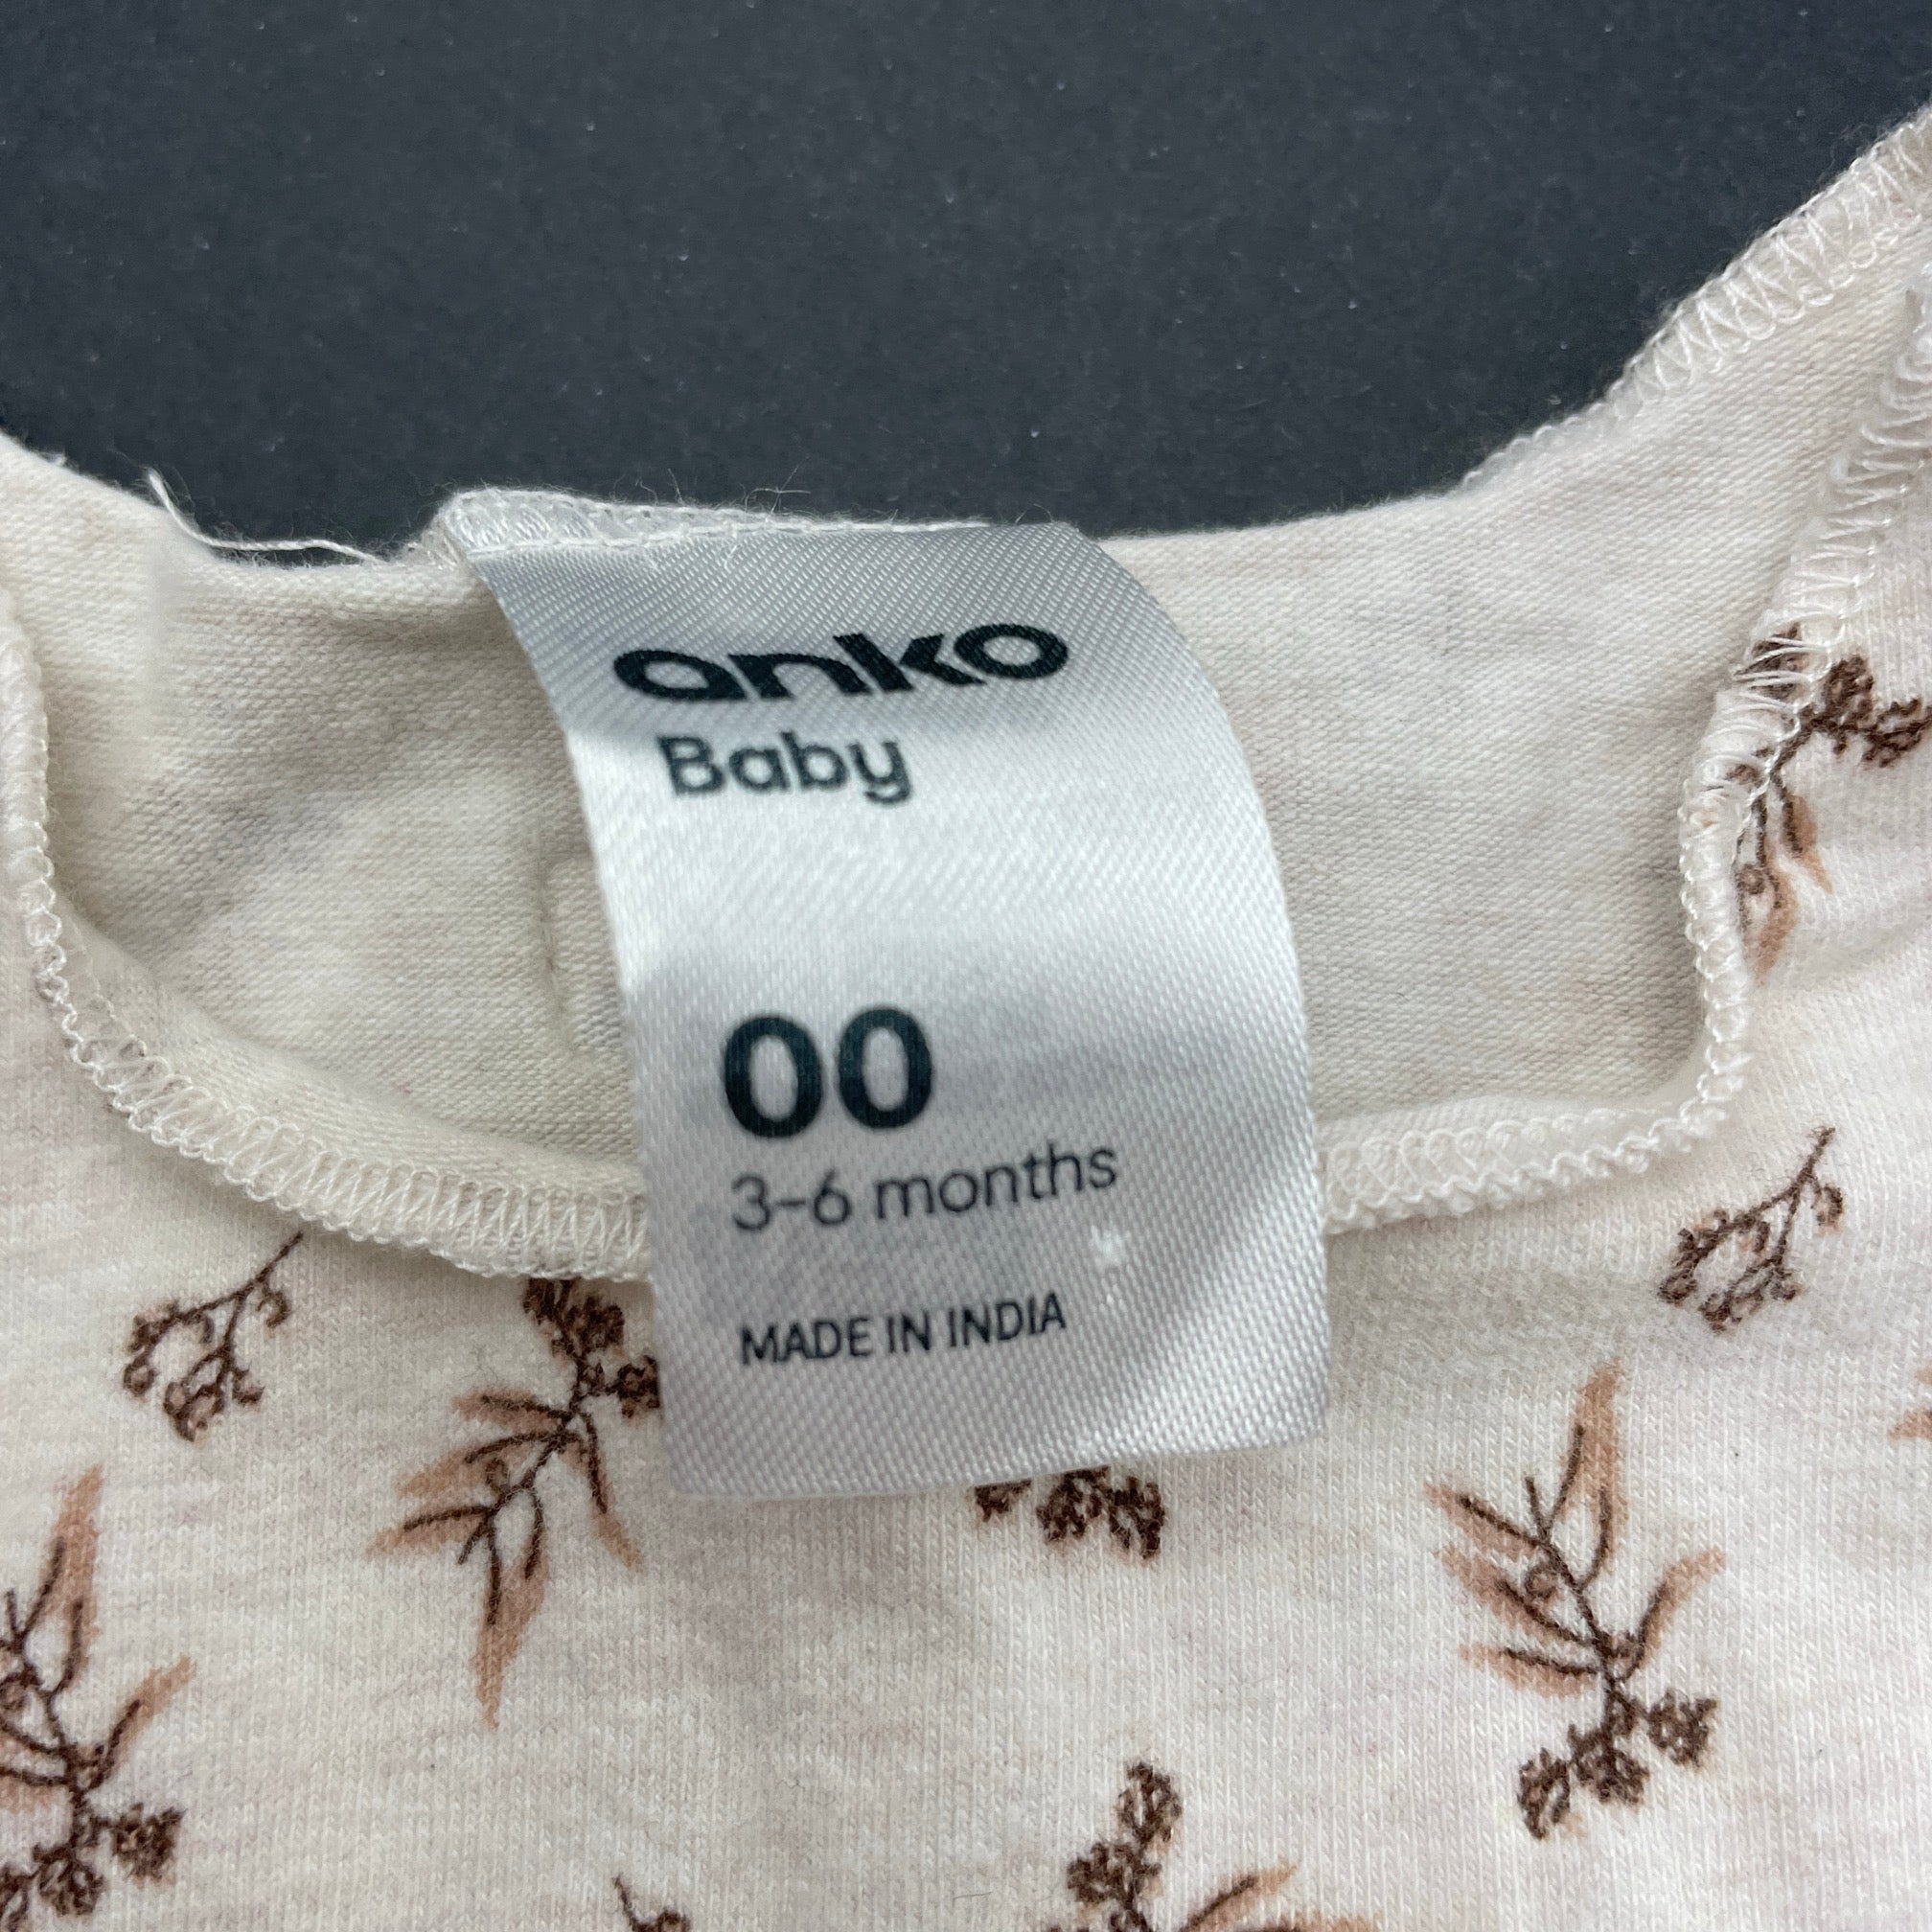 anko
Baby
00
3-6 months
MADE IN INDIA